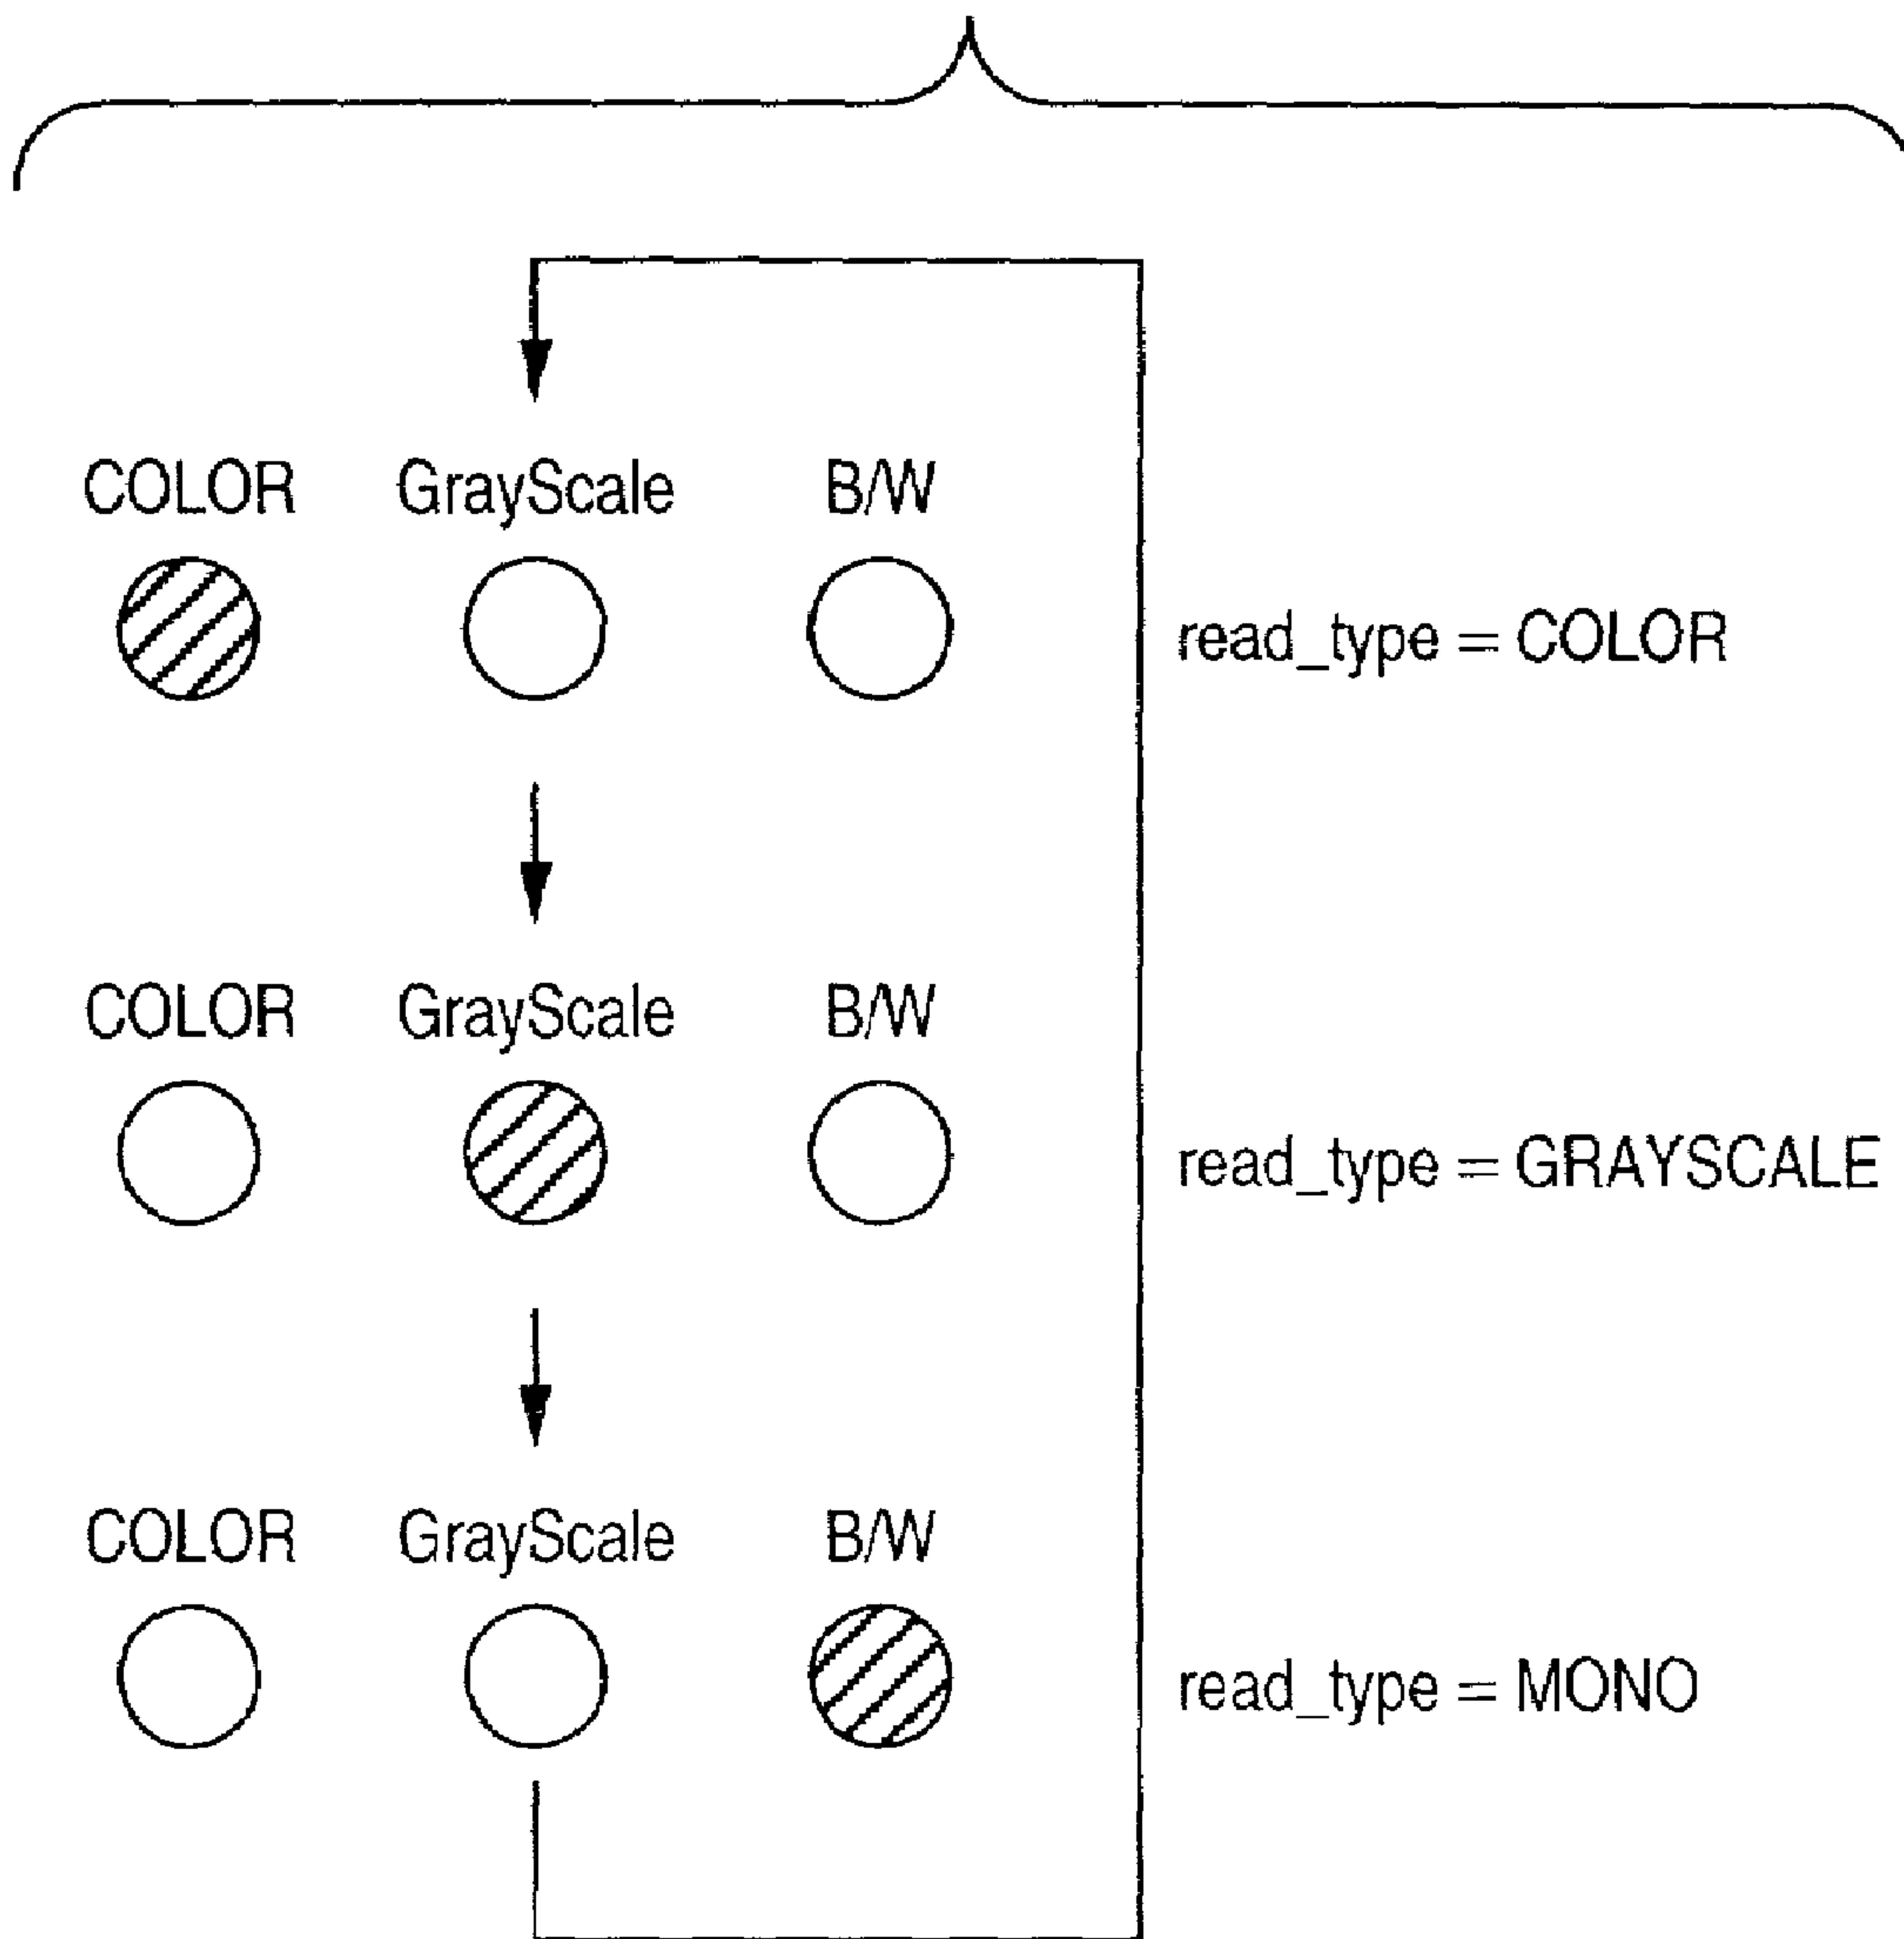 COLOR GrayScale B/W
read_type = COLOR
COLOR GrayScale B/W
read_type = GRAYSCALE
COLOR GrayScale B/W
read_type = MONO